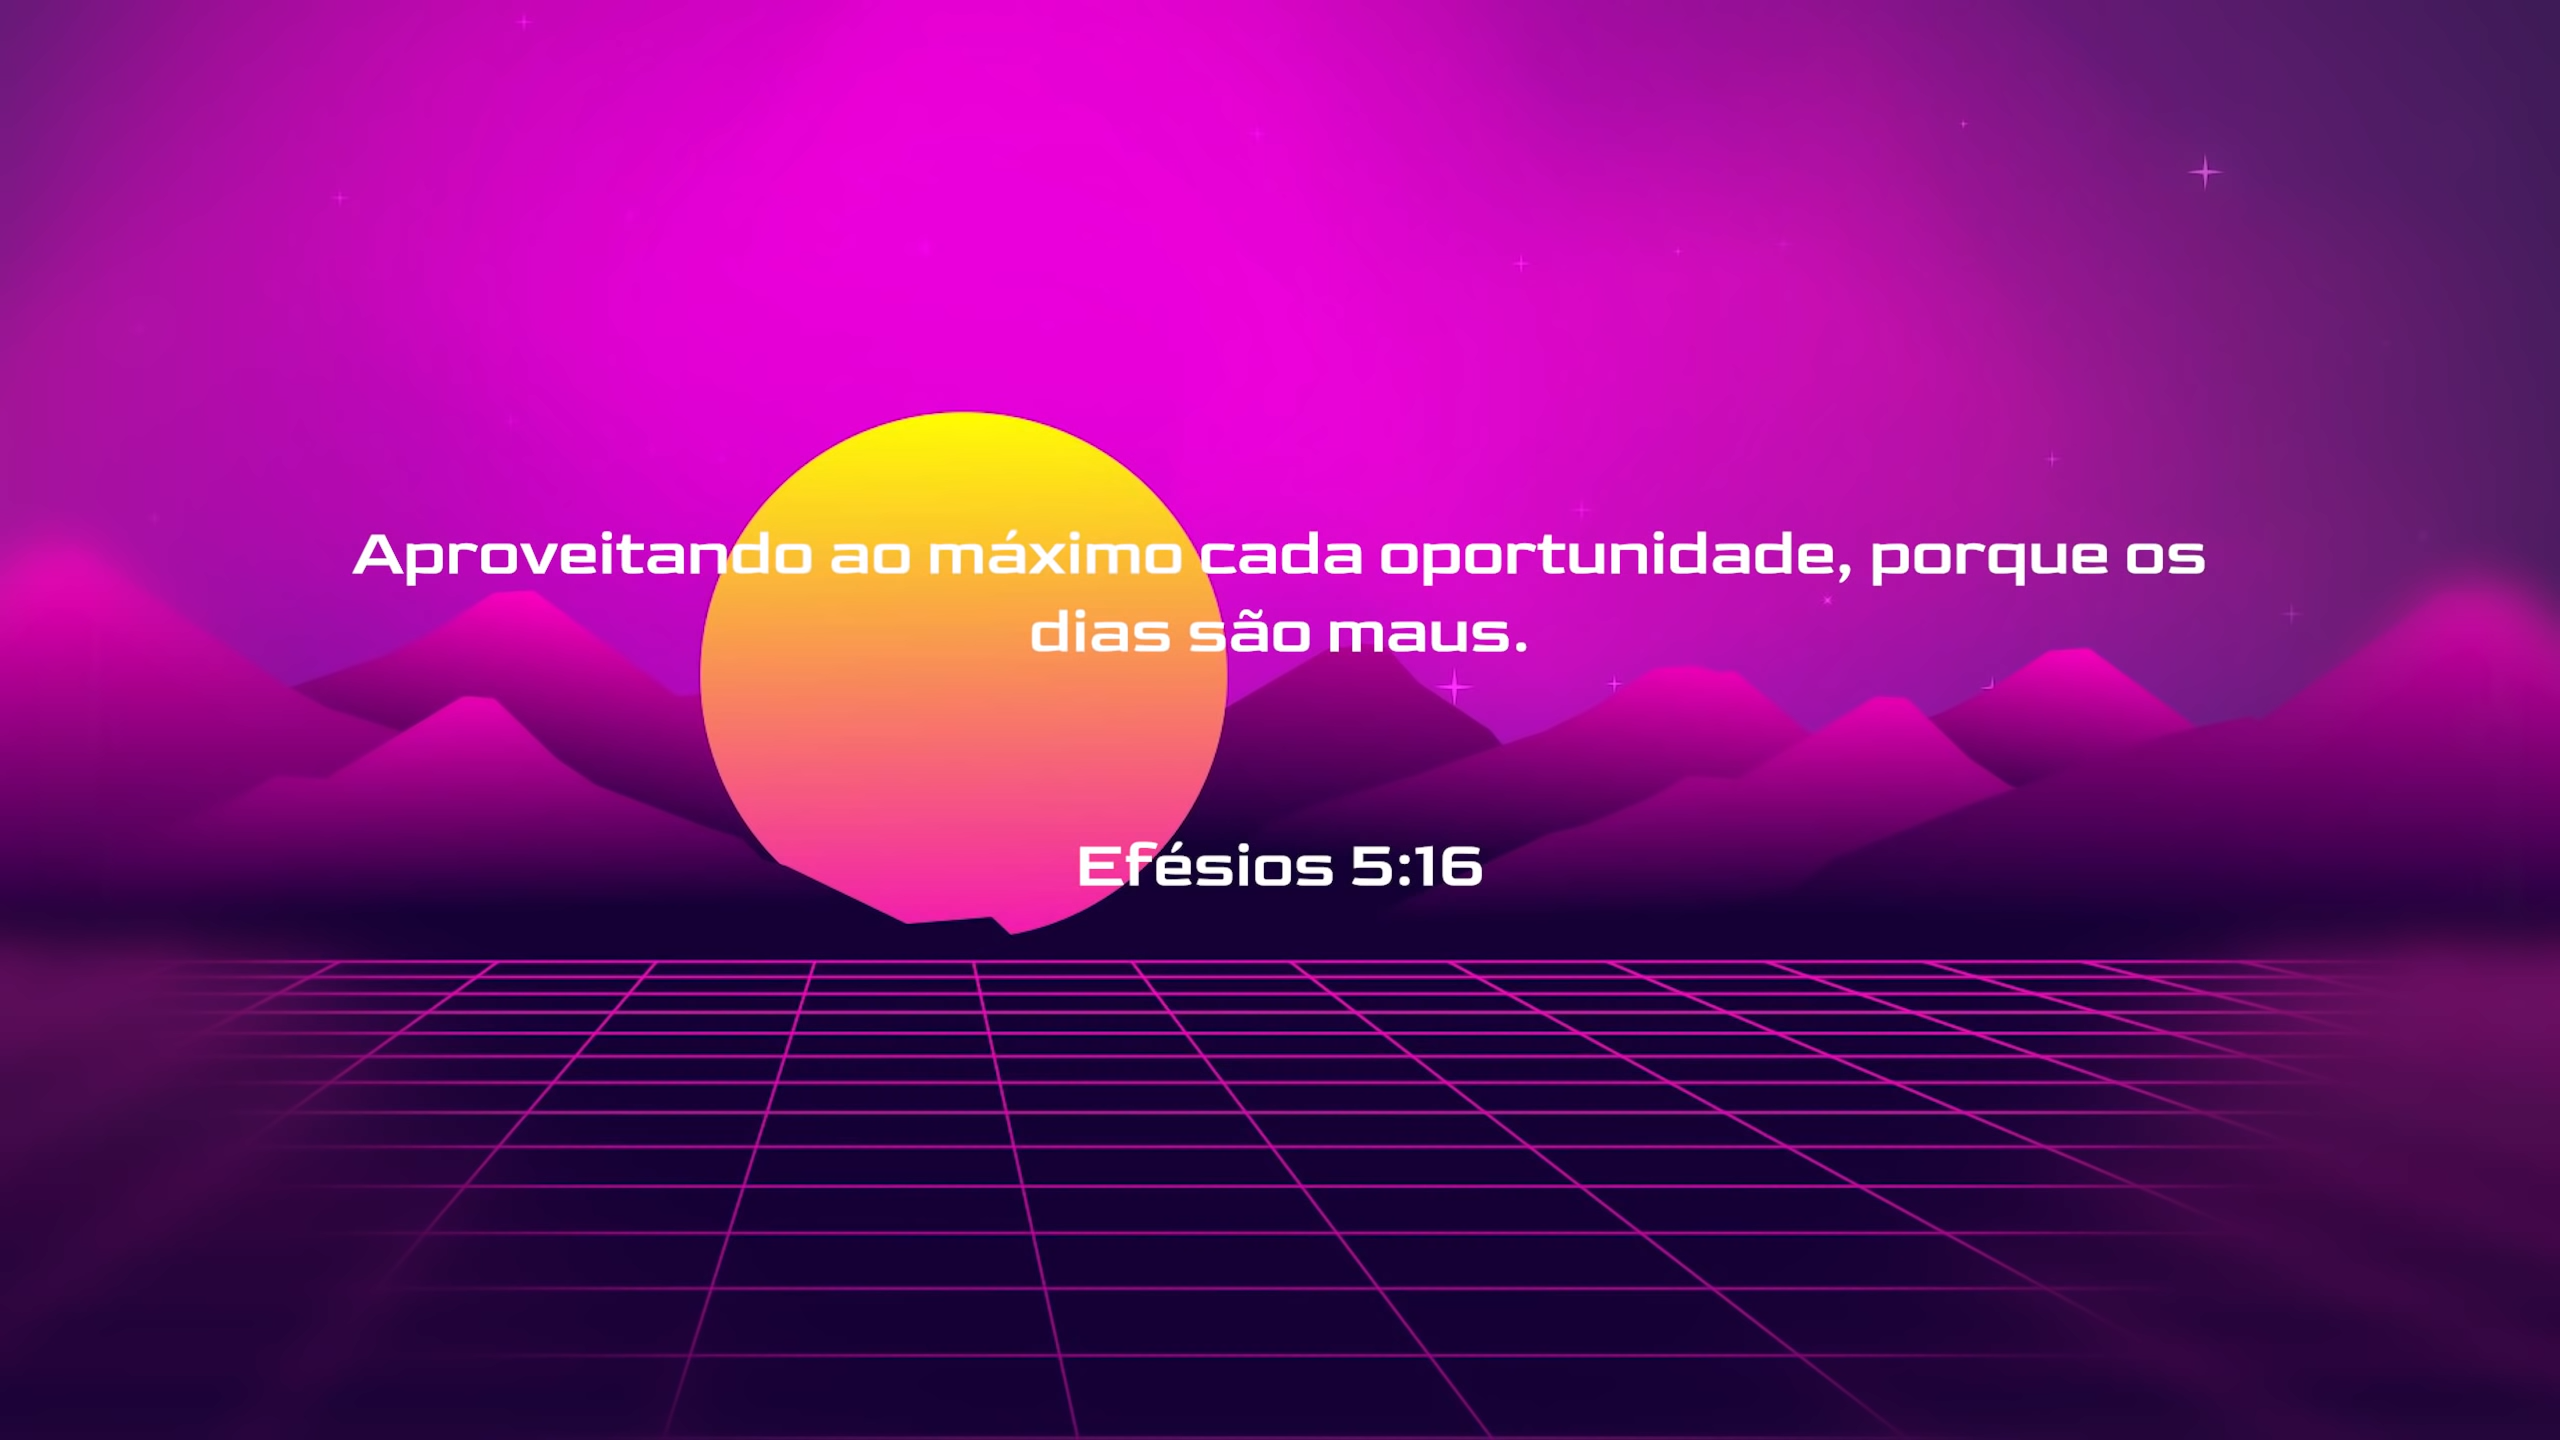 Aproveitando ao máximo cada oportunidade, porque os
dias são maus.
Efésios 5:16